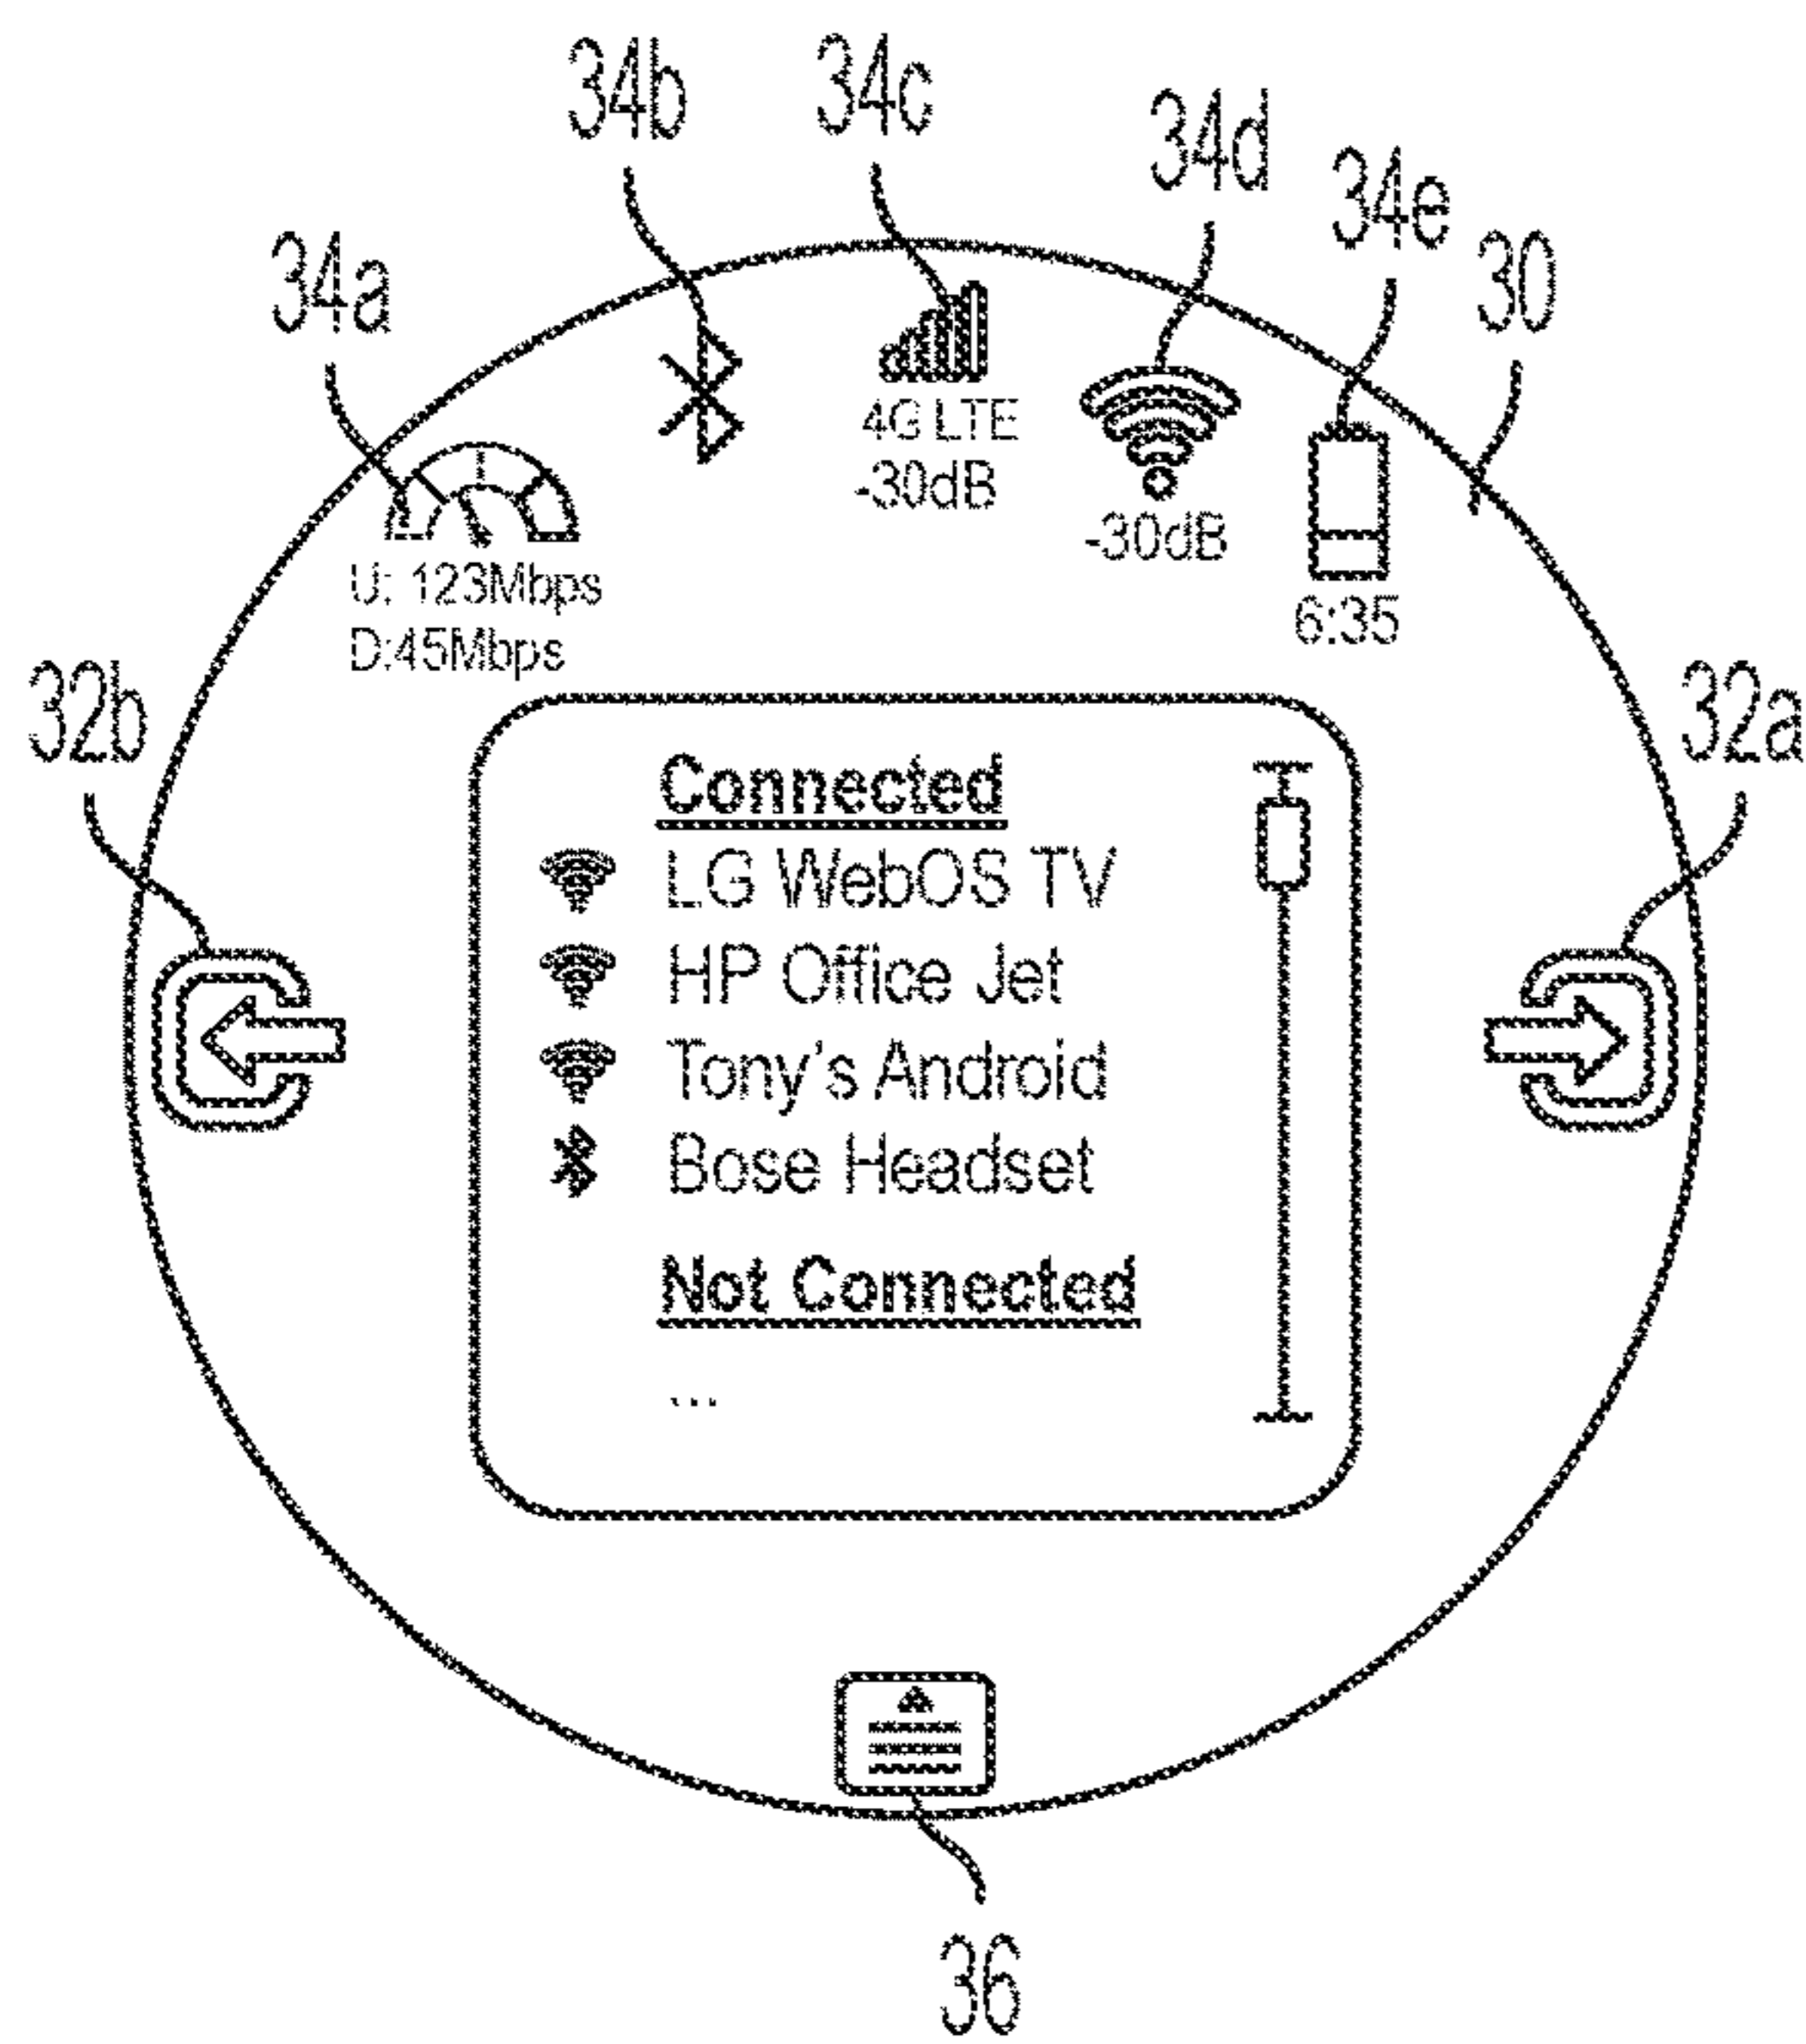 34b
34c
34d
34e
34a
30
4G LTE
-30dB
-30dB
U: 123Mbps
D:45Mbps
6:35
32b
32a
Connected
LG WebOS TV
HP Office Jet
Tony's Android
Bose Headset
Not Connected
...
36